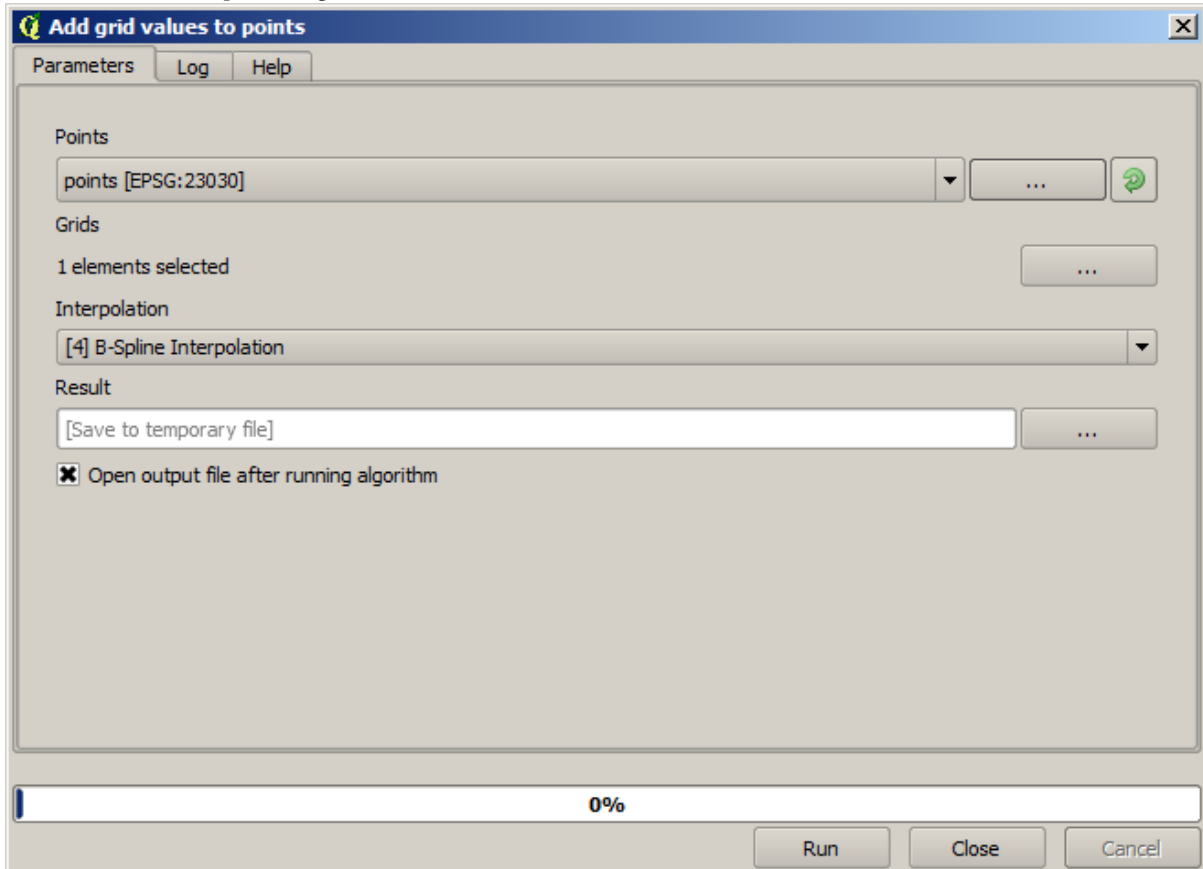 Add grid values to points
Parameters Log Help
Points
points [EPSG:23030] ...
Grids
1 elements selected ...
Interpolation
[4] B-Spline Interpolation
Result
[Save to temporary file] ...
Open output file after running algorithm
0%
Run Close Cancel